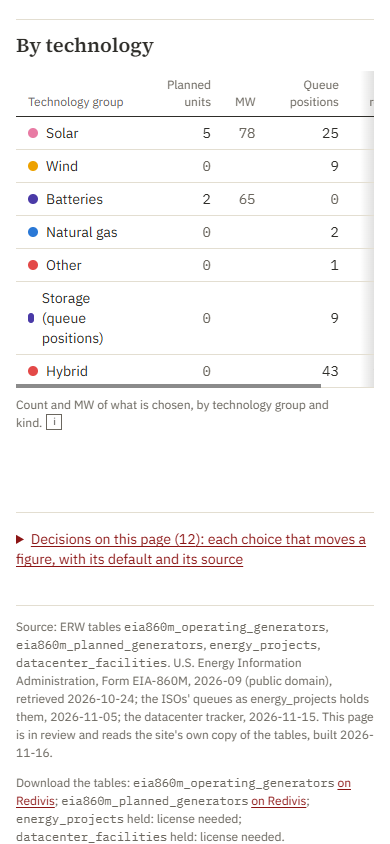 By technology
Planned Queue
Technology group units MW positions
Solar 5 78 25
Wind 0 9
Batteries 2 65 0
Natural gas 0 2
Other 0 1
Storage
(queue 0 9
positions)
Hybrid 0 43
Count and MW of what is chosen, by technology group and
kind. i
Decisions on this page (12): each choice that moves a
figure, with its default and its source
Source: ERW tables eia860m_operating_generators,
eia860m_planned_generators, energy_projects,
datacenter_facilities. U.S. Energy Information
Administration, Form EIA-860M, 2026-09 (public domain),
retrieved 2026-10-24; the ISOs' queues as energy_projects holds
them, 2026-11-05; the datacenter tracker, 2026-11-15. This page
is in review and reads the site's own copy of the tables, built 2026-
11-16.
Download the tables: eia860m_operating_generators on
Redivis; eia860m_planned_generators on Redivis;
energy_projects held: license needed;
datacenter_facilities held: license needed.